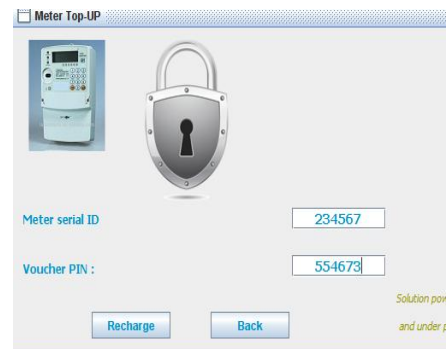 Meter Top-UP
Meter serial ID 234567
Voucher PIN : 554673
Solution pow
Recharge Back and under p